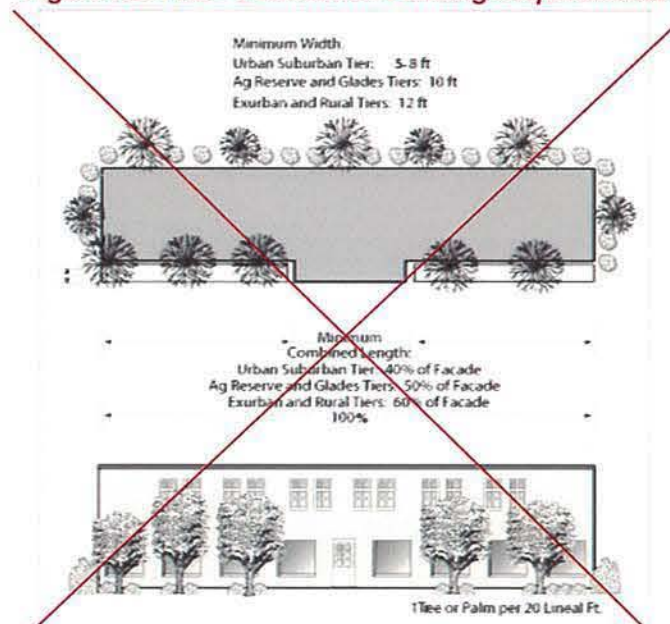 Minimum Width
Urban Suburban Tier: 5-8 ft
Ag Reserve and Glades Tiers: 10 ft
Exurban and Rural Tiers: 12 ft
Minimum
Combined Length:
Urban Suburban Tier: 40% of Facade
Ag Reserve and Glades Tiers: 50% of Facade
Exurban and Rural Tiers: 60% of Facade
100%
1 Tree or Palm per 20 Lineal Ft.